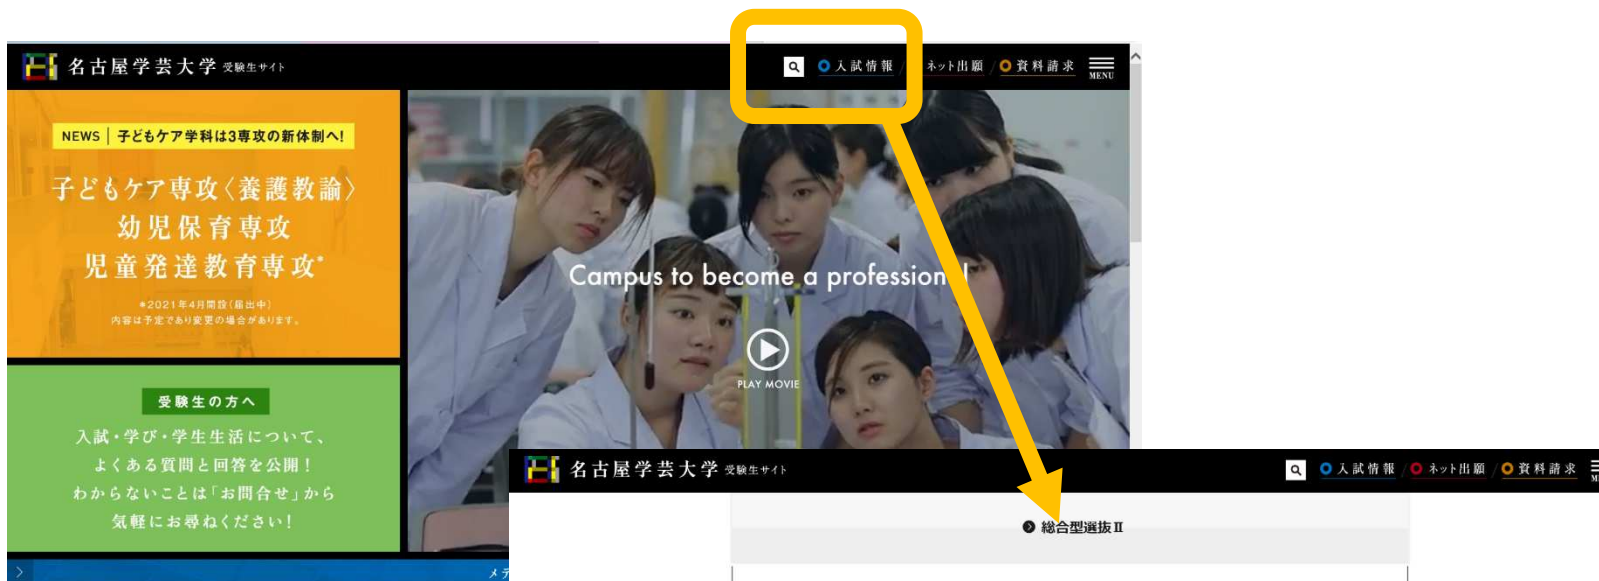 名古屋学芸大学 受験生サイト
入試情報 / ネット出願 / 資料請求
MENU
NEWS | 子どもケア学科は3専攻の新体制へ!
子どもケア専攻〈養護教諭〉
幼児保育専攻
児童発達教育専攻*
*2021年4月開設(届出中)
内容は予定であり変更の場合があります。
Campus to become a professional
PLAY MOVIE
受験生の方へ
入試・学び・学生生活について、
よくある質問と回答を公開!
わからないことは「お問合せ」から
気軽にお尋ねください!
メデ
名古屋学芸大学 受験生サイト
入試情報 / ネット出願 / 資料請求
総合型選抜Ⅱ